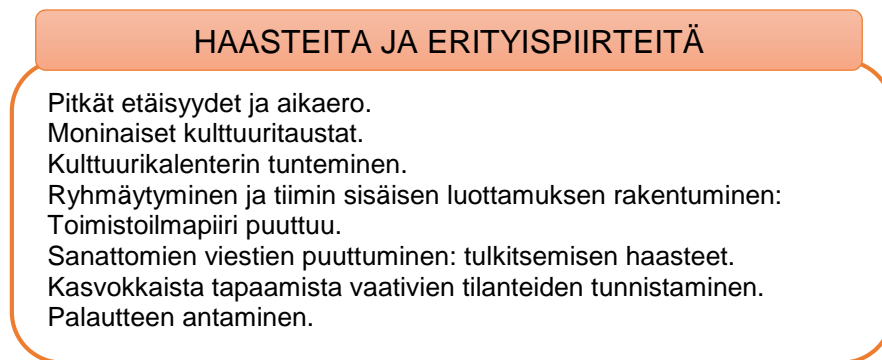 HAASTEITA JA ERITYISPIIRTEITÄ
Pitkät etäisyydet ja aikaero.
Moninaiset kulttuuritaustat.
Kulttuurikalenterin tunteminen.
Ryhmäytyminen ja tiimin sisäisen luottamuksen rakentuminen:
Toimistoilmapiiri puuttuu.
Sanattomien viestien puuttuminen: tulkitsemisen haasteet.
Kasvokkaista tapaamista vaativien tilanteiden tunnistaminen.
Palautteen antaminen.